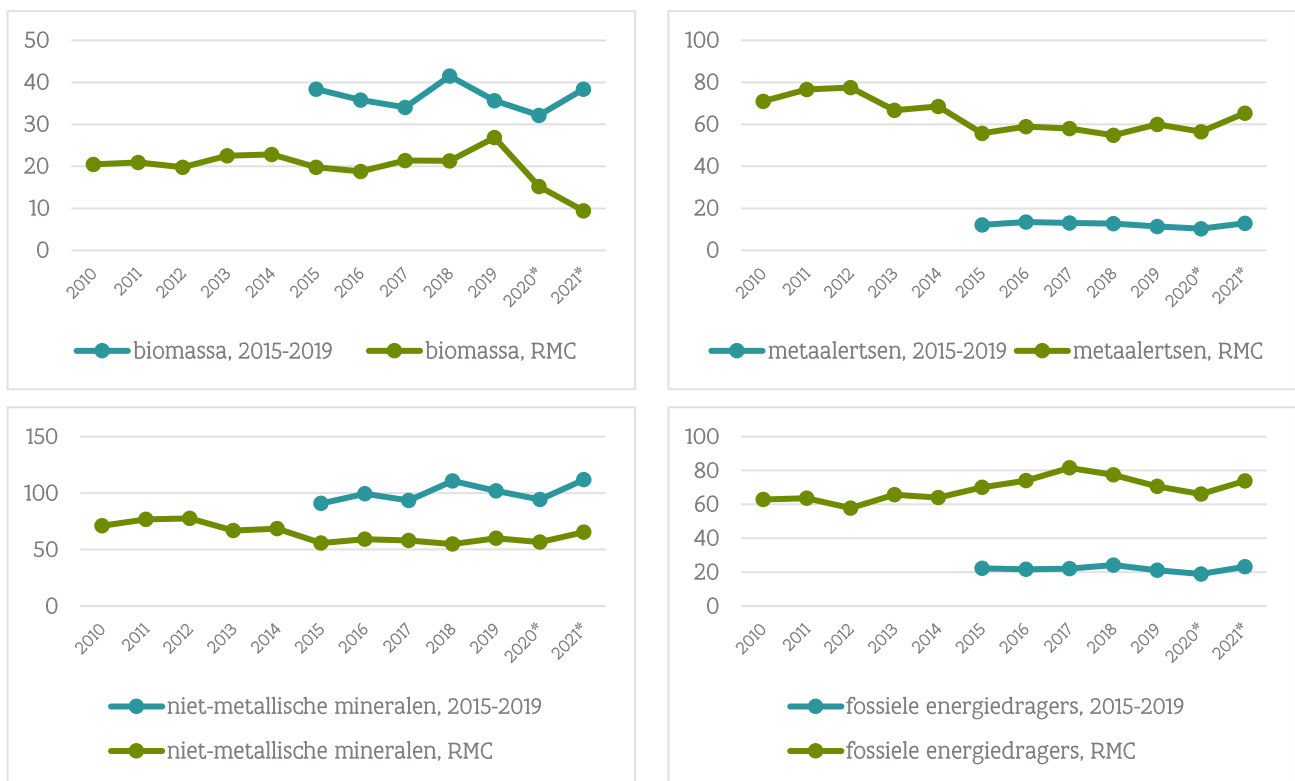 50
40
30
20
10
0
2010 2011 2012 2013 2014 2015 2016 2017 2018 2019 2020* 2021*
biomassa, 2015-2019 biomassa, RMC
100
80
60
40
20
0
2010 2011 2012 2013 2014 2015 2016 2017 2018 2019 2020* 2021*
metaalertsen, 2015-2019 metaalertsen, RMC
150
100
50
0
2010 2011 2012 2013 2014 2015 2016 2017 2018 2019 2020* 2021*
niet-metallische mineralen, 2015-2019
niet-metallische mineralen, RMC
100
80
60
40
20
0
2010 2011 2012 2013 2014 2015 2016 2017 2018 2019 2020* 2021*
fossiele energiedragers, 2015-2019
fossiele energiedragers, RMC